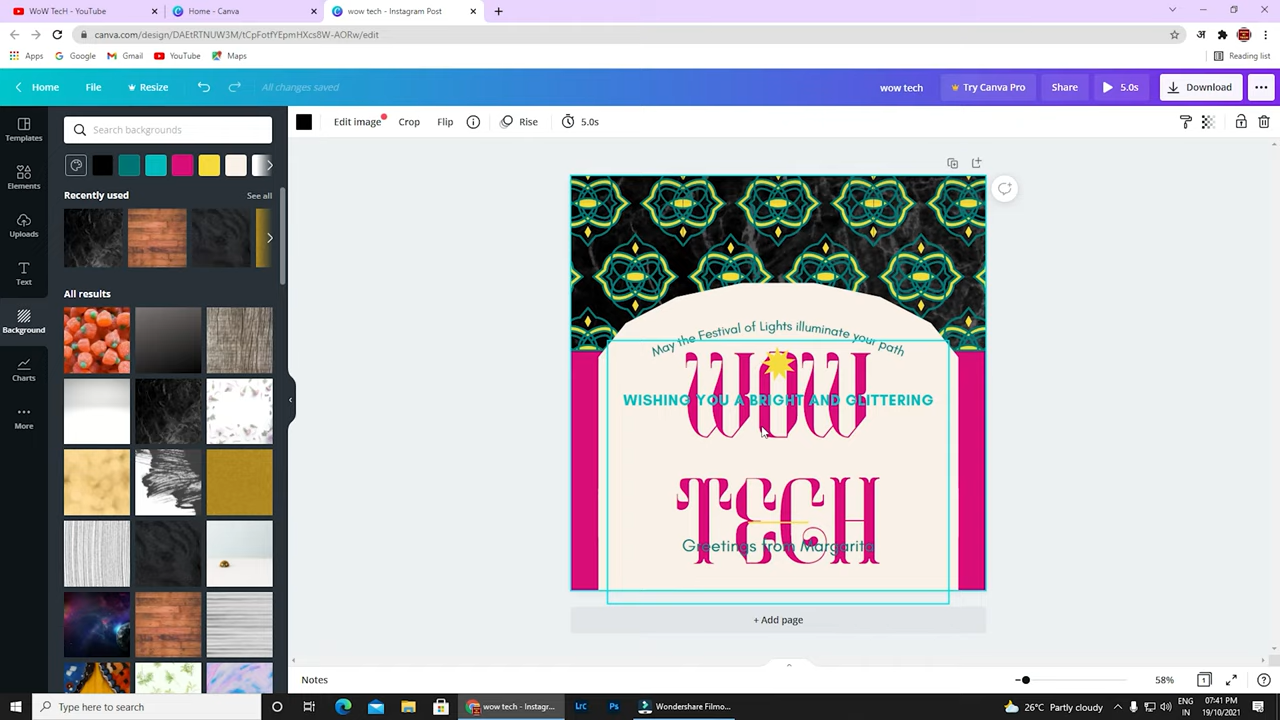 WoW TecH - YouTube
Home - Canva
wow tech - Instagram Post
canva.com/design/DAEtRTNUW3M/tCpFotfYEpmHXcs8W-AORw/edit
अ
Apps
Google
Gmail
YouTube
Maps
Reading list
Home
File
Resize
All changes saved
wow tech
Try Canva Pro
Share
5.0s
Download
Templates
Search backgrounds
Edit image
Crop
Flip
Rise
5.0s
Elements
Recently used
See all
Uploads
Text
All results
Background
Charts
More
May the Festival of Lights illuminate your path
WOW
WISHING YOU A BRIGHT AND GLITTERING
TECH
Greetings from Margarita
+ Add page
Notes
1
58%
Type here to search
wow tech - Instagr...
Lrc
Ps
Wondershare Filmo...
26°C Partly cloudy
ENG
IN
07:41 PM
19/10/2021